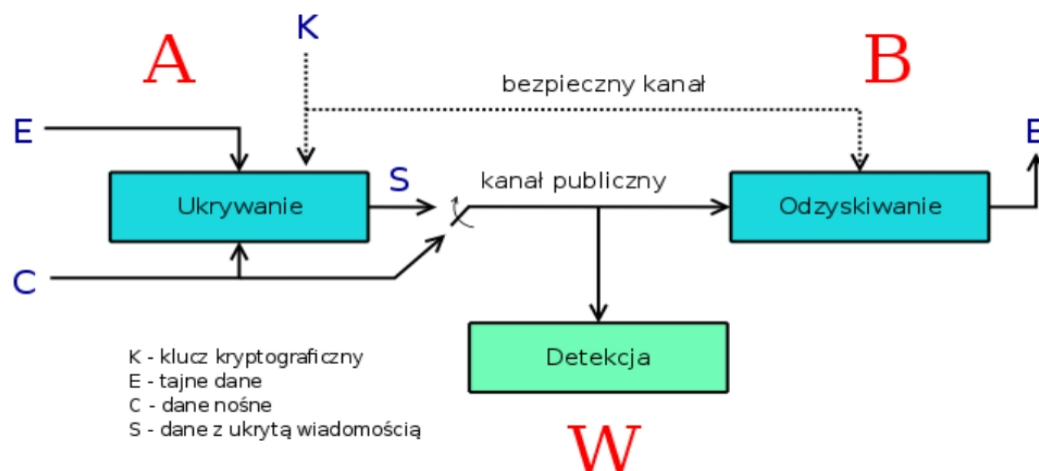 A
K
B
bezpieczny kanał
E
E
Ukrywanie
S
kanał publiczny
Odzyskiwanie
C
Detekcja
K - klucz kryptograficzny
E - tajne dane
C - dane nośne
S - dane z ukrytą wiadomością
W